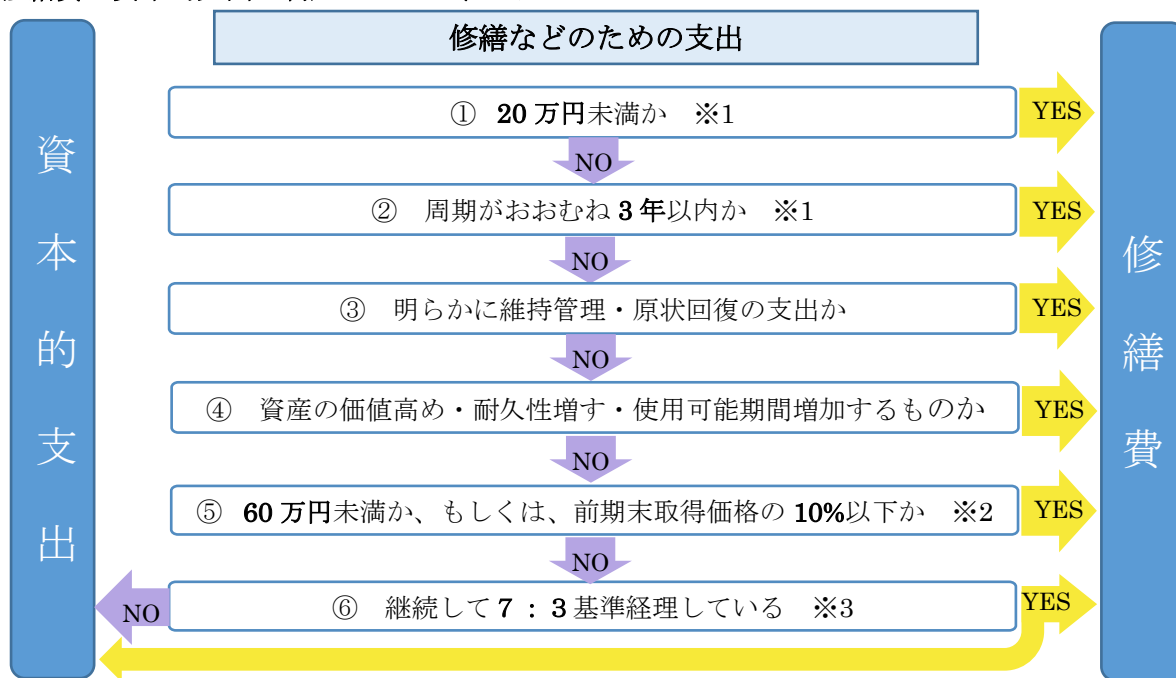 修繕などのための支出
資本的支出
① 20万円未満か ※1
YES
NO
② 周期がおおむね3年以内か ※1
YES
NO
③ 明らかに維持管理・原状回復の支出か
YES
NO
④ 資産の価値高め・耐久性増す・使用可能期間増加するものか
YES
NO
⑤ 60万円未満か、もしくは、前期末取得価格の10%以下か ※2
YES
NO
⑥ 継続して7：3基準経理している ※3
YES
NO
修繕費